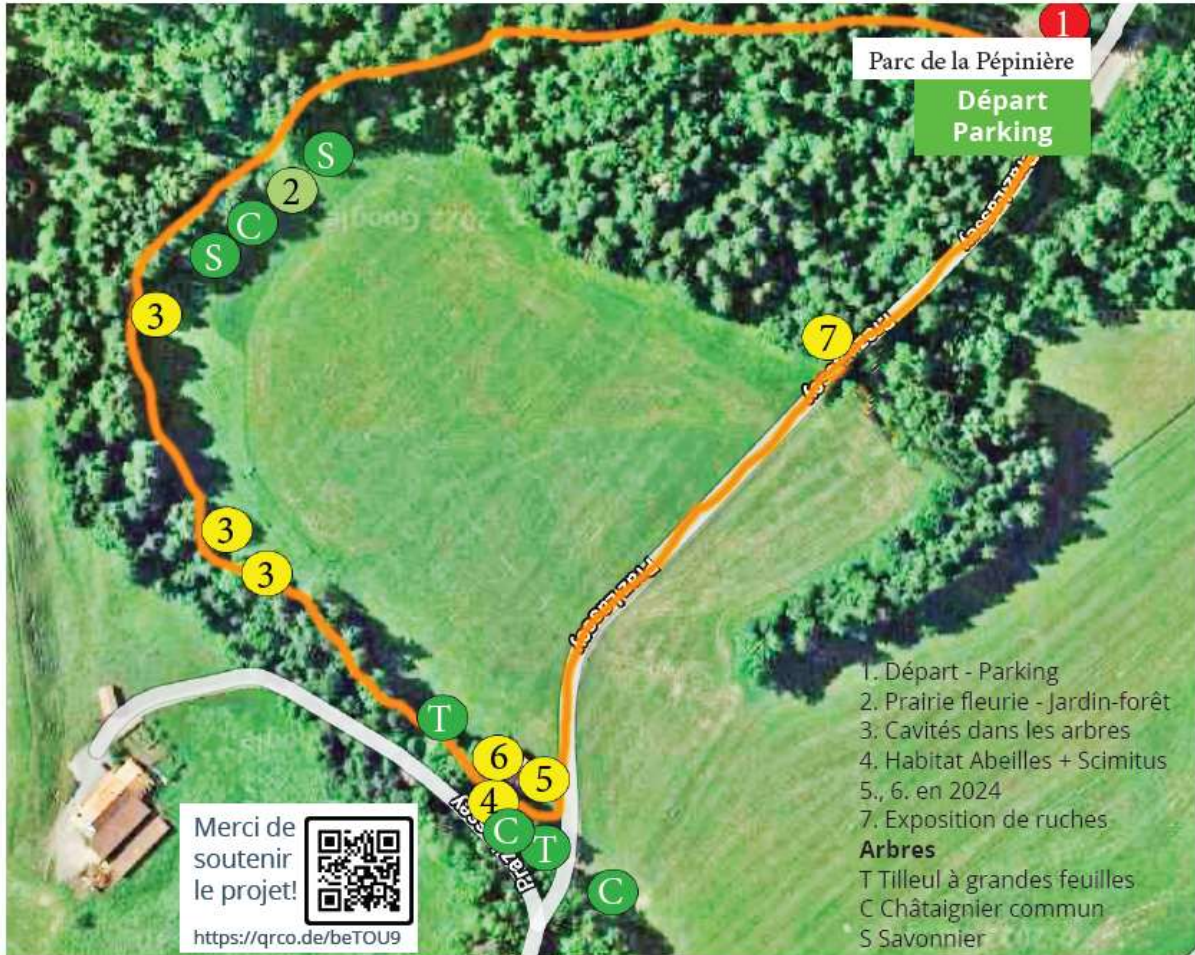 1
Parc de la Pépinière
Départ
Parking
S
2
C
S
3
7
3
3
T
6
5
4
C
T
C
Praz Lassey
Merci de
soutenir
le projet!
https://qrco.de/beTOU9
1. Départ - Parking
2. Prairie fleurie - Jardin-forêt
3. Cavités dans les arbres
4. Habitat Abeilles + Scimitus
5., 6. en 2024
7. Exposition de ruches
Arbres
T Tilleul à grandes feuilles
C Châtaignier commun
S Savonnier